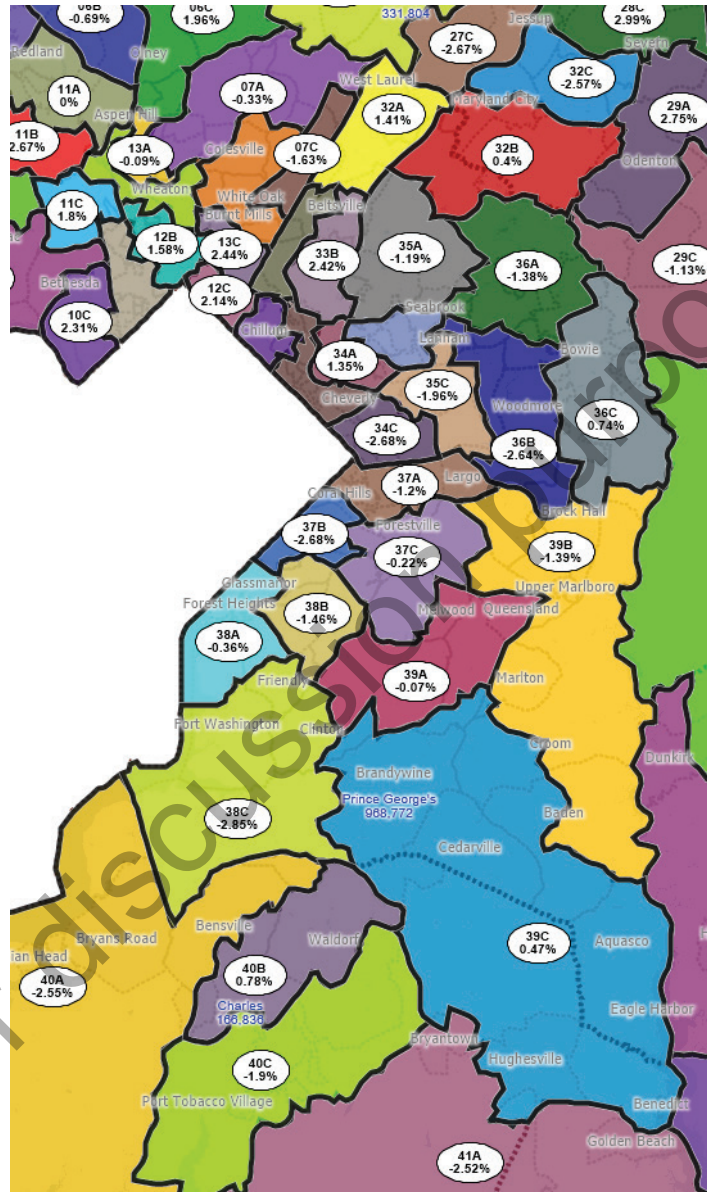 06B
-0.69%
06C
1.96%
331,804
27C
-2.67%
Jessup
28C
2.99%
Severn
Redland
Olney
11A
0%
07A
-0.33%
West Laurel
32A
1.41%
Maryland City
32C
-2.57%
29A
2.75%
Aspen Hill
11B
2.67%
13A
-0.09%
Colesville
07C
-1.63%
32B
0.4%
Odenton
Wheaton
White Oak
Beltsville
11C
1.8%
Burnt Mills
12B
1.58%
13C
2.44%
33B
2.42%
35A
-1.19%
36A
-1.38%
29C
-1.13%
Bethesda
10C
2.31%
12C
2.14%
Chillum
Seabrook
Lanham
Bowie
34A
1.35%
35C
-1.96%
Cheverly
Woodmore
36C
0.74%
34C
-2.68%
36B
-2.64%
37A
-1.2%
Largo
Coral Hills
Brock Hall
37B
-2.68%
Forestville
37C
-0.22%
39B
-1.39%
Glassmanor
Forest Heights
38B
-1.46%
Upper Marlboro
Melwood
Queensland
38A
-0.36%
Friendly
39A
-0.07%
Marlton
Fort Washington
Clinton
Croom
Dunkirk
Brandywine
Prince George's
968,772
Baden
38C
-2.85%
Cedarville
Bensville
Bryans Road
Waldorf
39C
0.47%
Aquasco
ian Head
40A
-2.55%
40B
0.78%
Charles
166,836
Eagle Harbor
Bryantown
Hughesville
40C
-1.9%
Port Tobacco Village
Benedict
Golden Beach
41A
-2.52%
discussion purpo